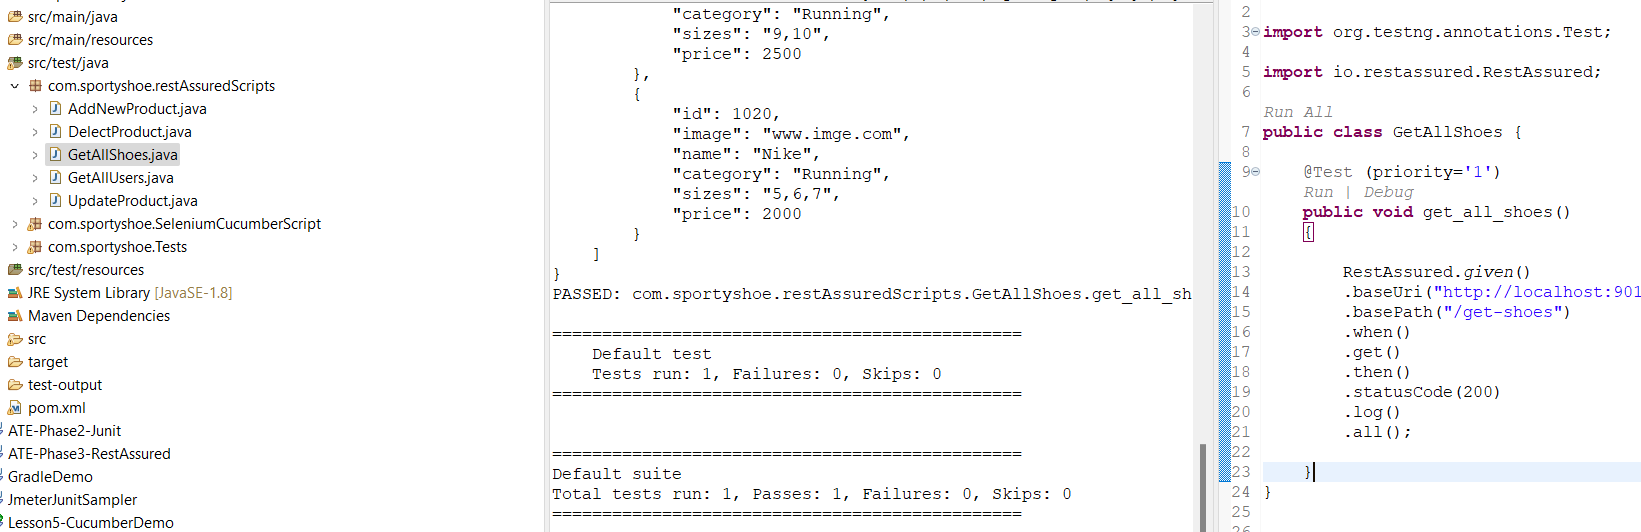 src/main/java
src/main/resources
src/test/java
com.sportyshoe.restAssuredScripts
AddNewProduct.java
DelectProduct.java
GetAllShoes.java
GetAllUsers.java
UpdateProduct.java
com.sportyshoe.SeleniumCucumberScript
com.sportyshoe.Tests
src/test/resources
JRE System Library [JavaSE-1.8]
Maven Dependencies
src
target
test-output
pom.xml
ATE-Phase2-Junit
ATE-Phase3-RestAssured
GradleDemo
JmeterJunitSampler
Lesson5-CucumberDemo
"category": "Running",
"sizes": "9,10",
"price": 2500
},
{
"id": 1020,
"image": "www.imge.com",
"name": "Nike",
"category": "Running",
"sizes": "5,6,7",
"price": 2000
}
]
}
PASSED: com.sportyshoe.restAssuredScripts.GetAllShoes.get_all_sh
===============================================
Default test
Tests run: 1, Failures: 0, Skips: 0
===============================================
===============================================
Default suite
Total tests run: 1, Passes: 1, Failures: 0, Skips: 0
===============================================
2
3 import org.testng.annotations.Test;
4
5 import io.restassured.RestAssured;
6
Run All
7 public class GetAllShoes {
8
9 @Test (priority='1')
Run | Debug
10 public void get_all_shoes()
11 {
12
13 RestAssured.given()
14 .baseUri("http://localhost:901
15 .basePath("/get-shoes")
16 .when()
17 .get()
18 .then()
19 .statusCode(200)
20 .log()
21 .all();
22
23 }
24 }
25